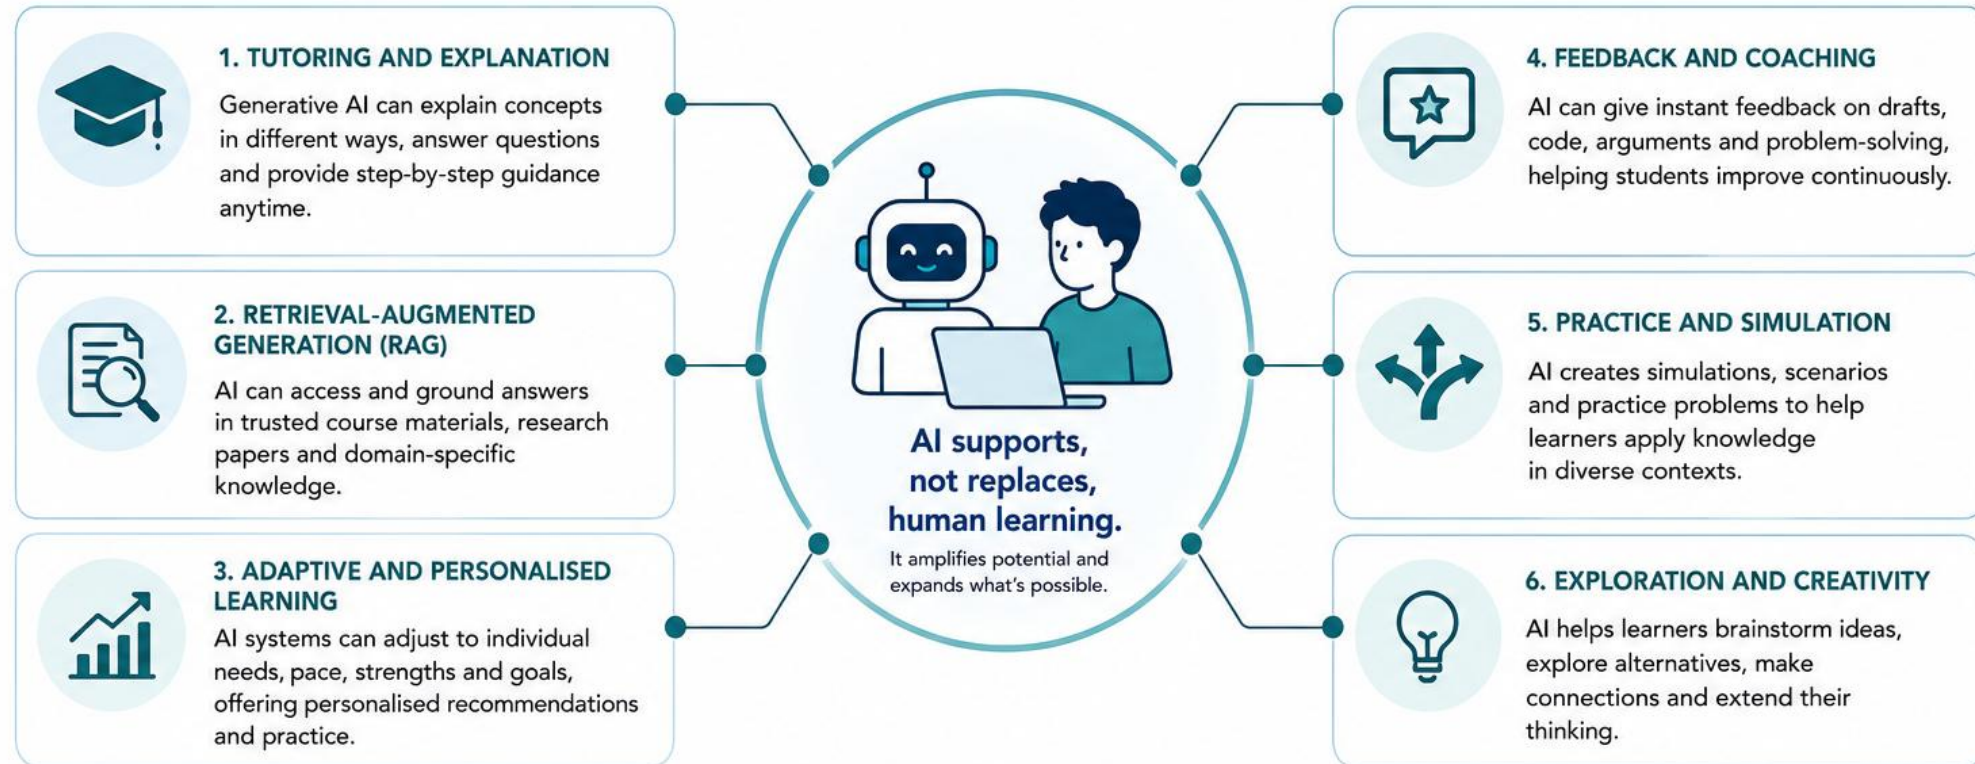 1. TUTORING AND EXPLANATION
Generative AI can explain concepts
in different ways, answer questions
and provide step-by-step guidance
anytime.
2. RETRIEVAL-AUGMENTED
GENERATION (RAG)
AI can access and ground answers
in trusted course materials, research
papers and domain-specific
knowledge.
3. ADAPTIVE AND PERSONALISED
LEARNING
AI systems can adjust to individual
needs, pace, strengths and goals,
offering personalised recommendations
and practice.
AI supports,
not replaces,
human learning.
It amplifies potential and
expands what's possible.
4. FEEDBACK AND COACHING
AI can give instant feedback on drafts,
code, arguments and problem-solving,
helping students improve continuously.
5. PRACTICE AND SIMULATION
AI creates simulations, scenarios
and practice problems to help
learners apply knowledge
in diverse contexts.
6. EXPLORATION AND CREATIVITY
AI helps learners brainstorm ideas,
explore alternatives, make
connections and extend their
thinking.